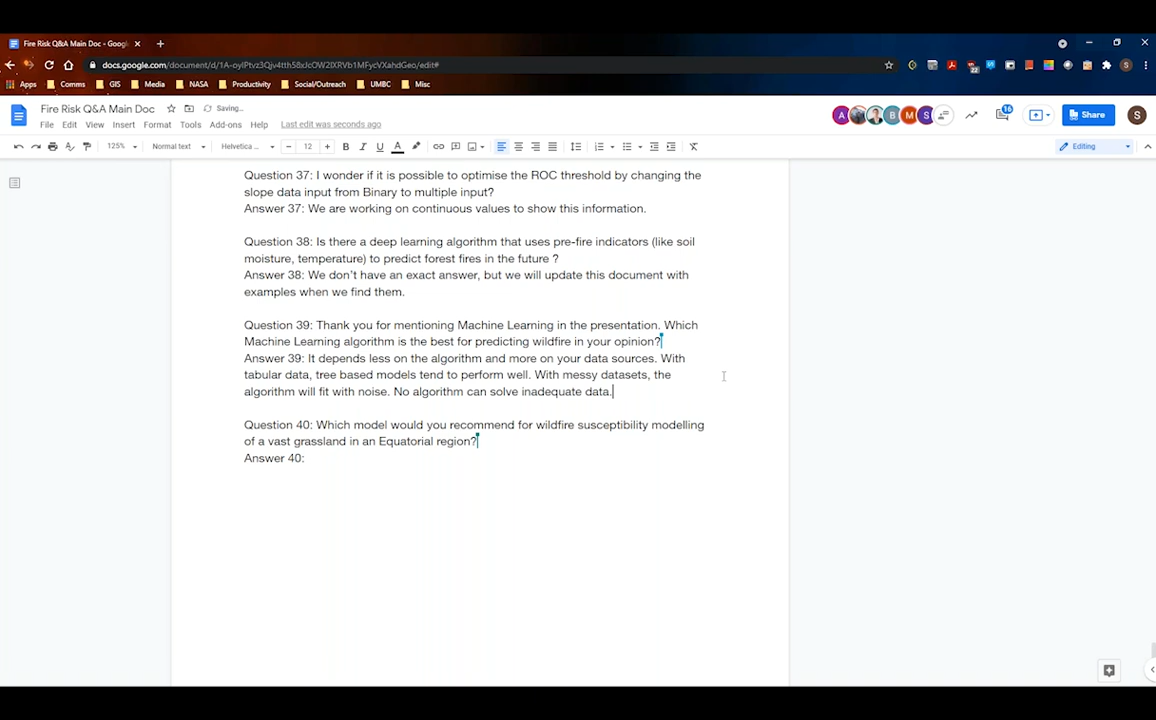 Fire Risk Q&A Main Doc - Googl
docs.google.com/document/d/
Apps Comms GIS Media NASA Productivity Social/Outreach UMBC Misc
Fire Risk Q&A Main Doc Saving...
File Edit View Insert Format Tools Add-ons Help Last edit was seconds ago
A B M S 16 Share S
125% Normal text Helvetica ... 12 B I U A Editing
Question 37: I wonder if it is possible to optimise the ROC threshold by changing the
slope data input from Binary to multiple input?
Answer 37: We are working on continuous values to show this information.
Question 38: Is there a deep learning algorithm that uses pre-fire indicators (like soil
moisture, temperature) to predict forest fires in the future ?
Answer 38: We don't have an exact answer, but we will update this document with
examples when we find them.
Question 39: Thank you for mentioning Machine Learning in the presentation. Which
Machine Learning algorithm is the best for predicting wildfire in your opinion?
Answer 39: It depends less on the algorithm and more on your data sources. With
tabular data, tree based models tend to perform well. With messy datasets, the
algorithm will fit with noise. No algorithm can solve inadequate data.
Question 40: Which model would you recommend for wildfire susceptibility modelling
of a vast grassland in an Equatorial region?
Answer 40: